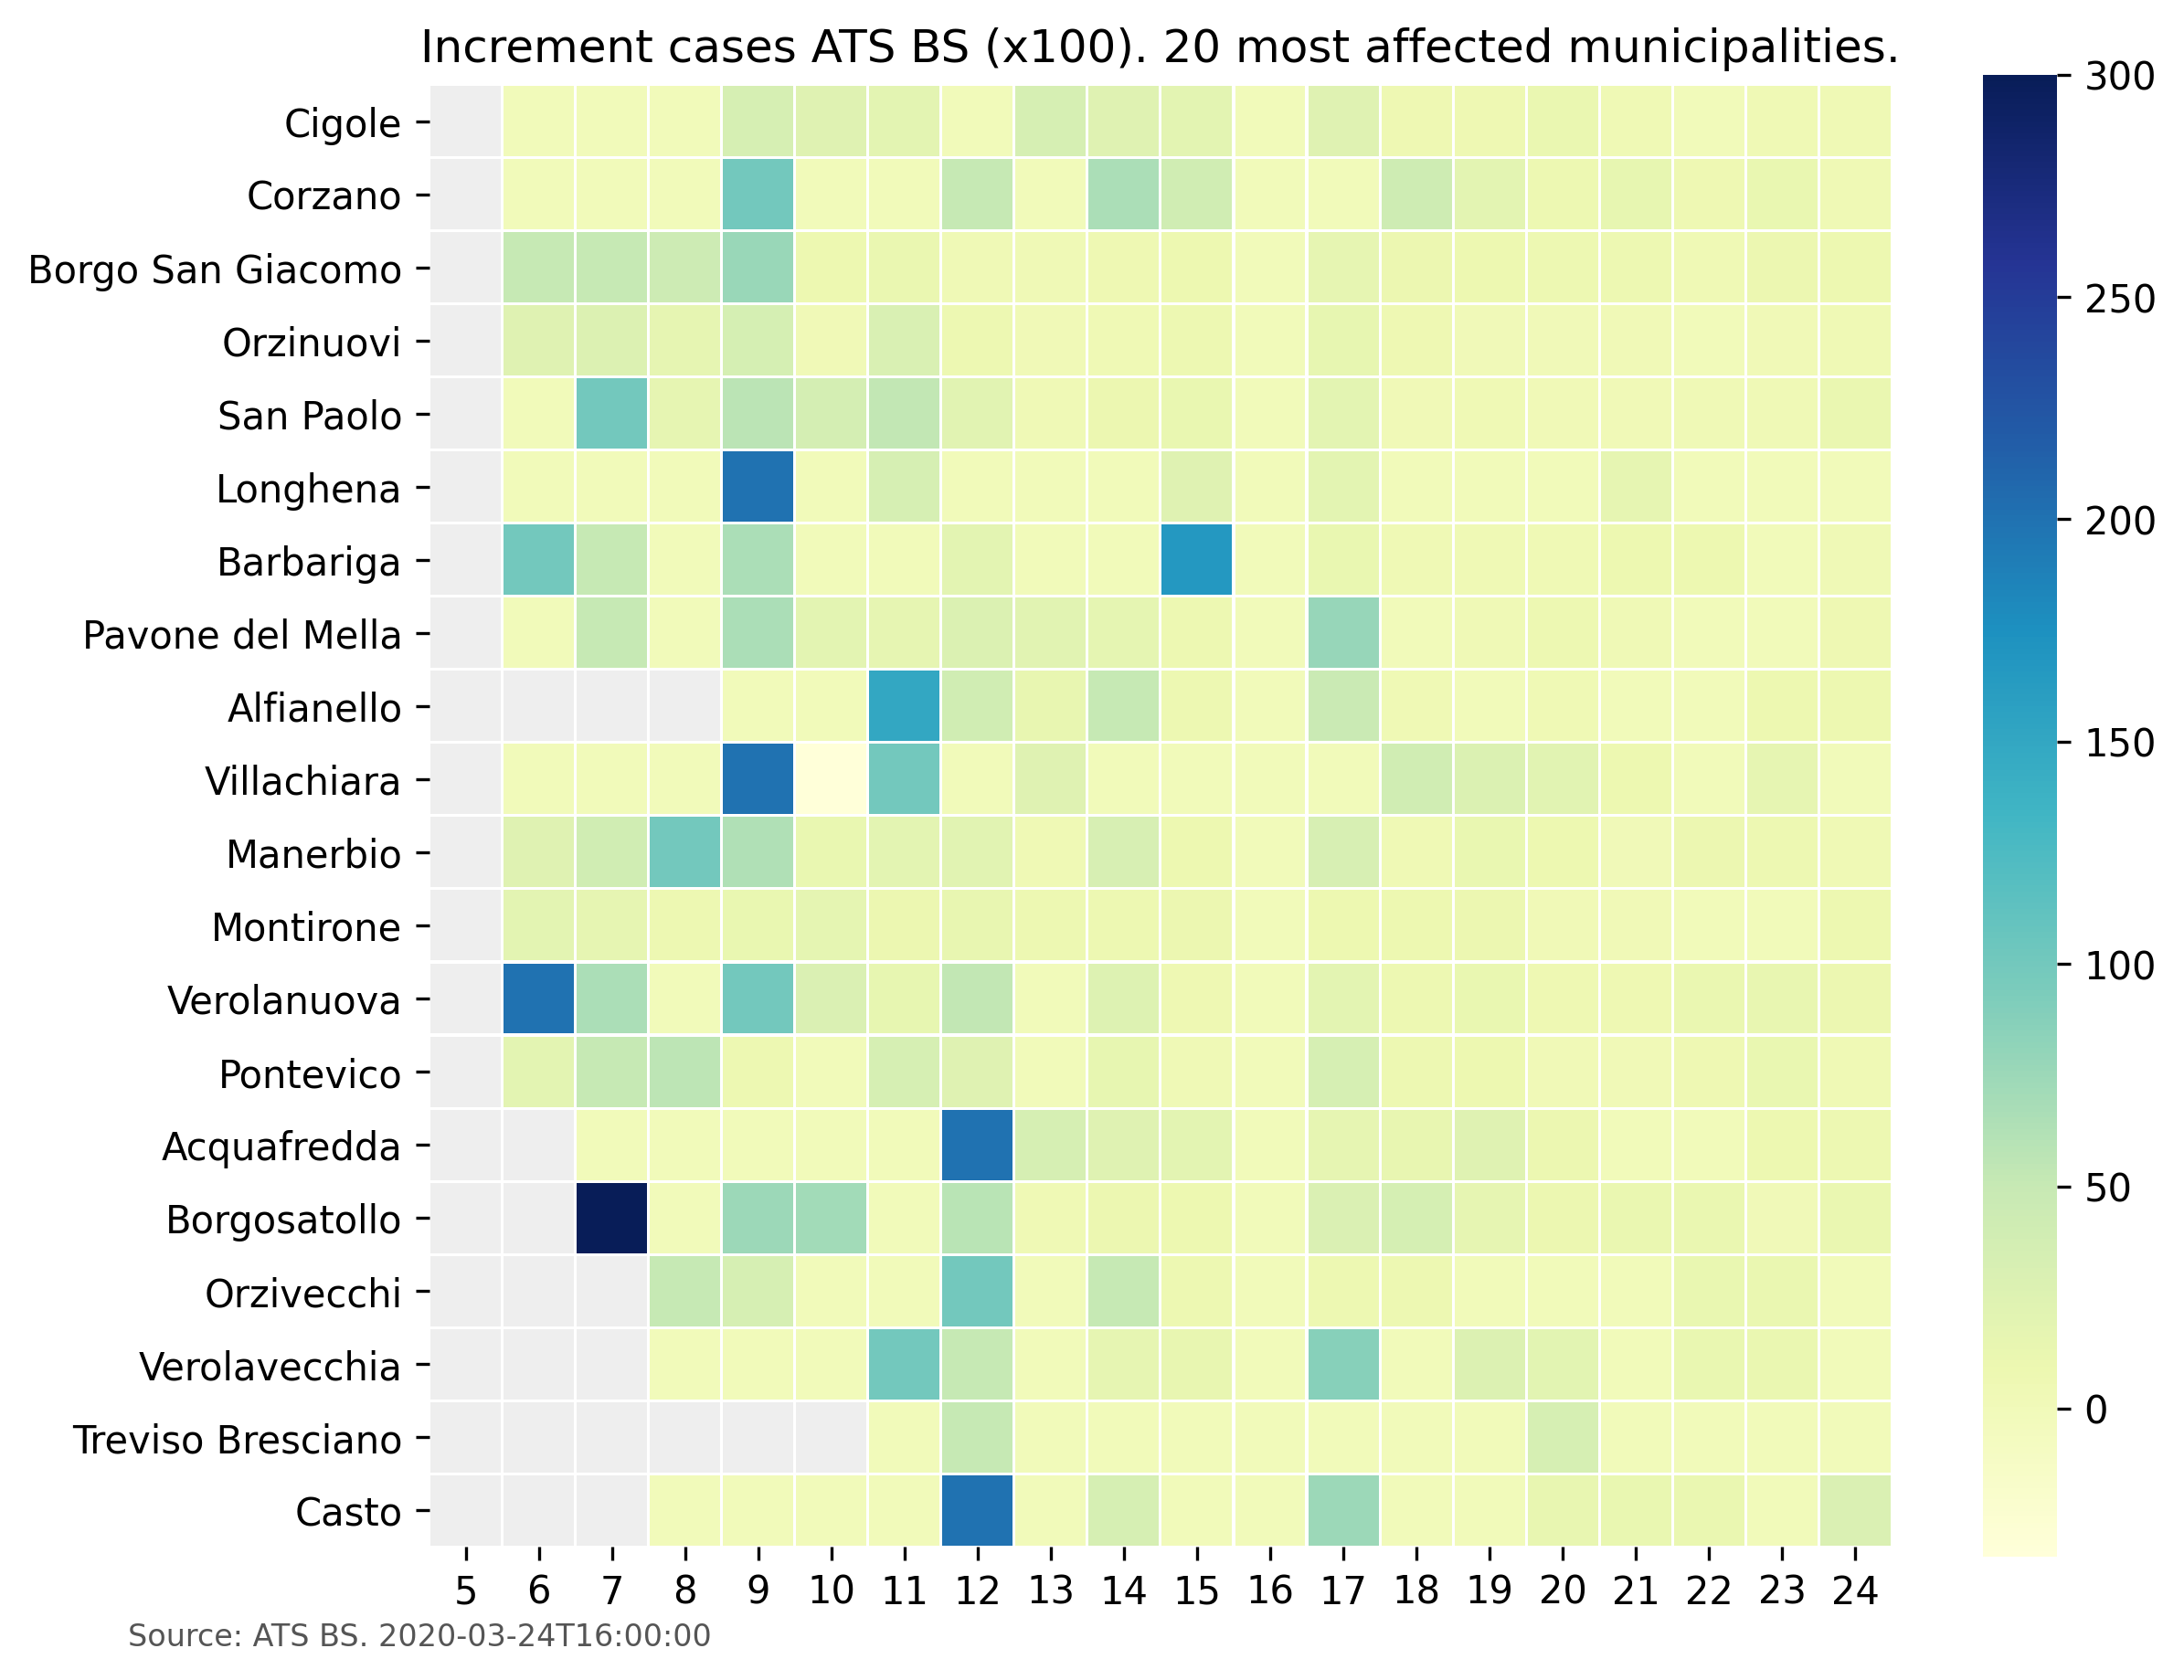 Increment cases ATS BS (x100). 20 most affected municipalities.
Cigole
Corzano
Borgo San Giacomo
Orzinuovi
San Paolo
Longhena
Barbariga
Pavone del Mella
Alfianello
Villachiara
Manerbio
Montirone
Verolanuova
Pontevico
Acquafredda
Borgosatollo
Orzivecchi
Verolavecchia
Treviso Bresciano
Casto
5 6 7 8 9 10 11 12 13 14 15 16 17 18 19 20 21 22 23 24
300
250
200
150
100
50
0
Source: ATS BS. 2020-03-24T16:00:00